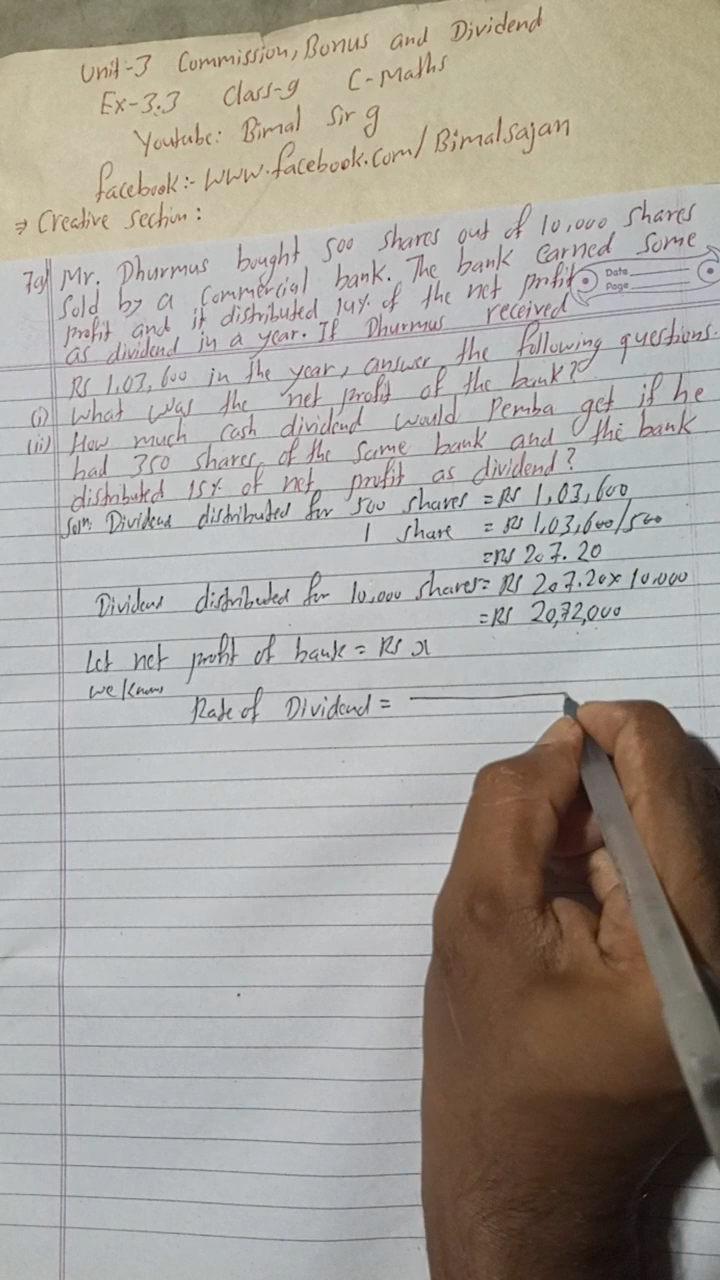 Unit-3 Commission, Bonus and Dividend
Ex-3.3 Class-9 C-Maths
Youtube: Bimal Sir g
facebook:- www.facebook.com/Bimalsajan
⇒ Creative section:
7a) Mr. Dhurmus bought 500 shares out of 10,000 shares
sold by a commercial bank. The bank earned some
profit and it distributed 14% of the net profit
as dividend in a year. If Dhurmus received
Rs 1,03,600 in the year, answer the following questions.
(i) What was the net profit of the bank?
(ii) How much cash dividend would Pemba get if he
had 350 shares of the same bank and the bank
distributed 15% of net profit as dividend?
Date
Page
Soln: Dividend distributed for 500 shares = Rs 1,03,600
1 share = Rs 1,03,600/500
= Rs 207.20
Dividend distributed for 10,000 shares = Rs 207.20 x 10,000
= Rs 20,72,000
Let net profit of bank = Rs x
we know
Rate of Dividend =